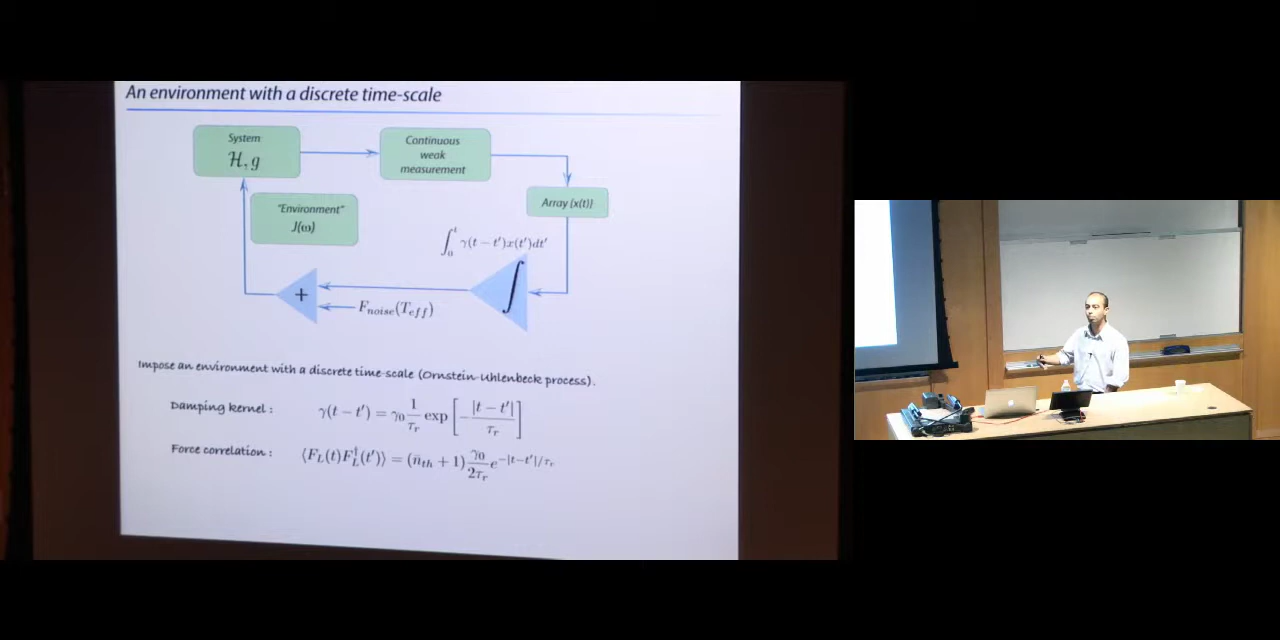 An environment with a discrete time-scale
System
H, g
Continuous
weak
measurement
"Environment"
J(ω)
Array {x(t)}
∫₀ᵗ γ(t − t′)x(t′)dt′
∫
+
F_noise(T_eff)
Impose an environment with a discrete time-scale (Ornstein-Uhlenbeck process).
Damping kernel : γ(t − t′) = γ₀ 1/τ_r exp[−|t − t′|/τ_r]
Force correlation : ⟨F_L(t)F_L†(t′)⟩ = (n̄_th + 1) γ₀/2τ_r e^{−|t−t′|/τ_r}